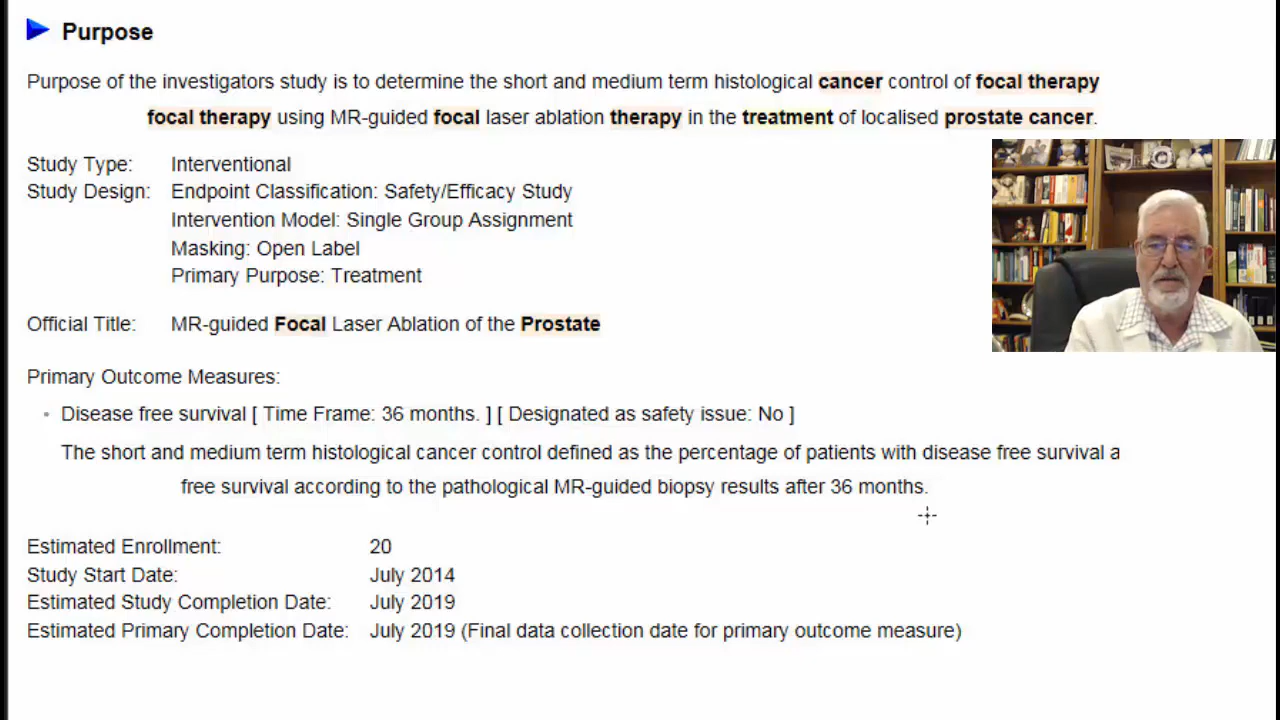 Purpose
Purpose of the investigators study is to determine the short and medium term histological cancer control of focal therapy
focal therapy using MR-guided focal laser ablation therapy in the treatment of localised prostate cancer.
Study Type: Interventional
Study Design: Endpoint Classification: Safety/Efficacy Study
Intervention Model: Single Group Assignment
Masking: Open Label
Primary Purpose: Treatment
Official Title: MR-guided Focal Laser Ablation of the Prostate
Primary Outcome Measures:
• Disease free survival [ Time Frame: 36 months. ] [ Designated as safety issue: No ]
The short and medium term histological cancer control defined as the percentage of patients with disease free survival a
free survival according to the pathological MR-guided biopsy results after 36 months.
Estimated Enrollment: 20
Study Start Date: July 2014
Estimated Study Completion Date: July 2019
Estimated Primary Completion Date: July 2019 (Final data collection date for primary outcome measure)